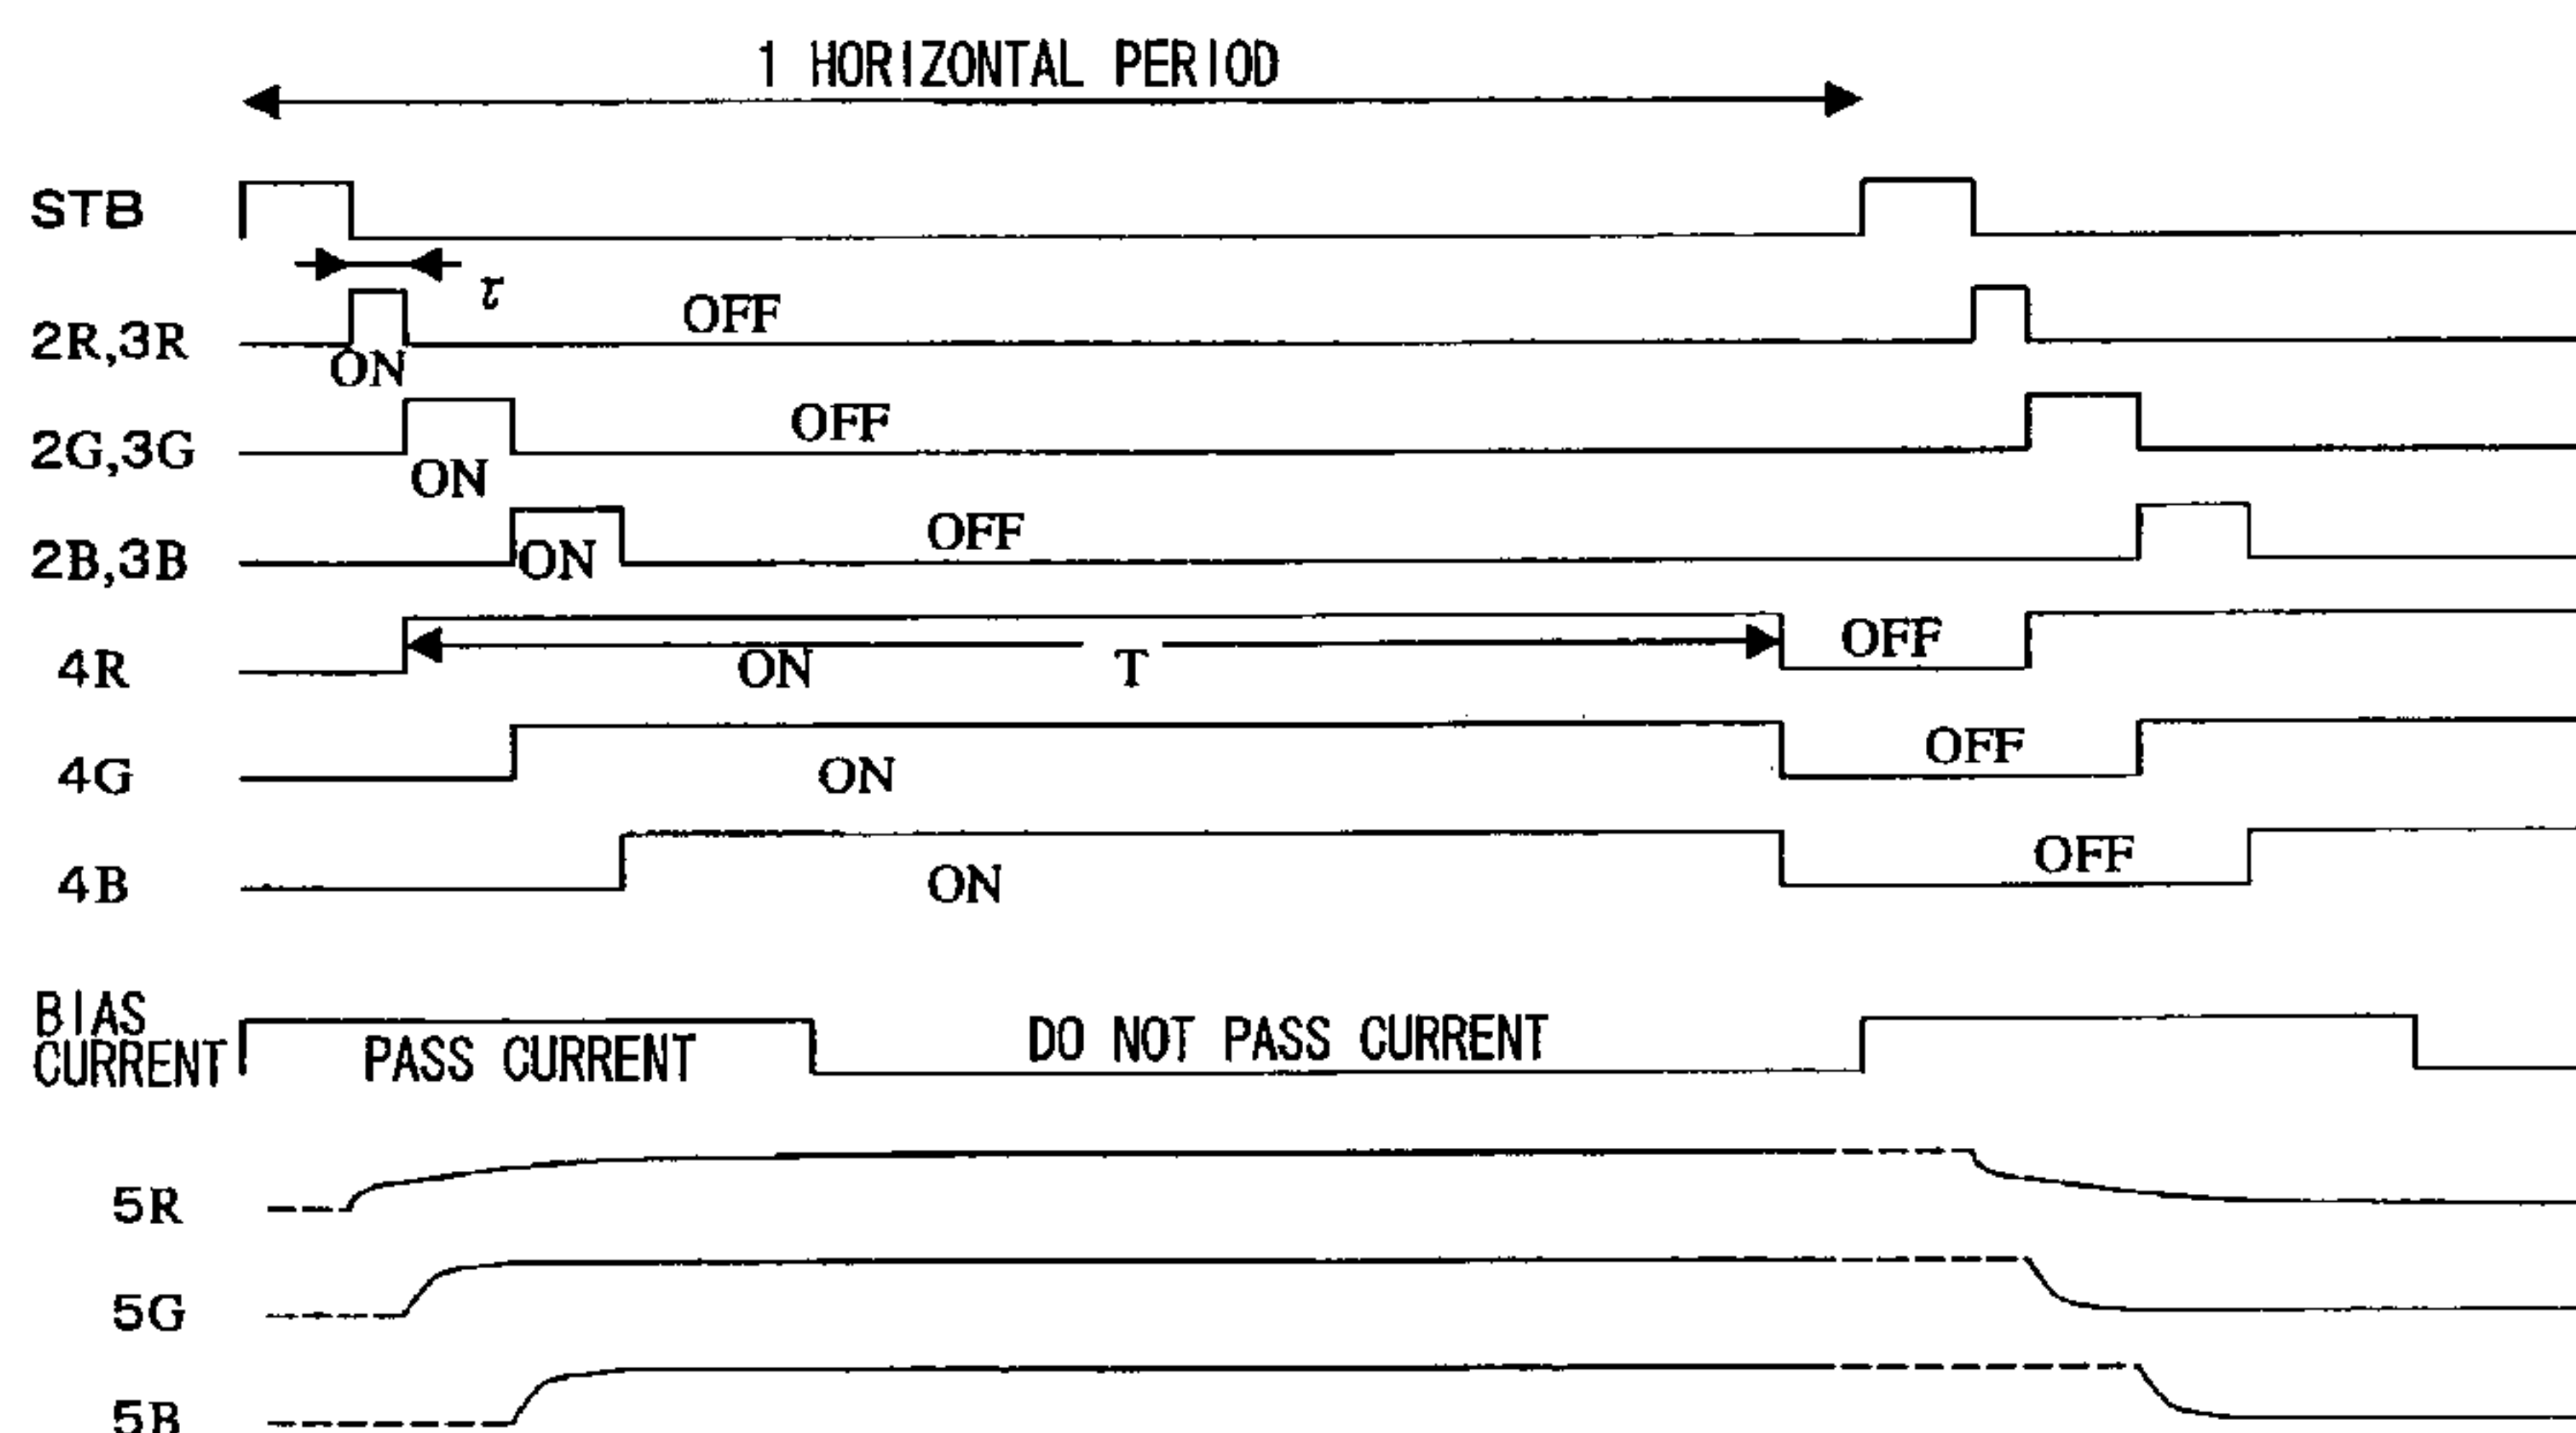 1 HORIZONTAL PERIOD
STB
τ
2R,3R
OFF
ON
2G,3G
OFF
ON
2B,3B
ON
OFF
4R
ON
T
OFF
4G
ON
OFF
4B
ON
OFF
BIAS
CURRENT
PASS CURRENT
DO NOT PASS CURRENT
5R
5G
5B